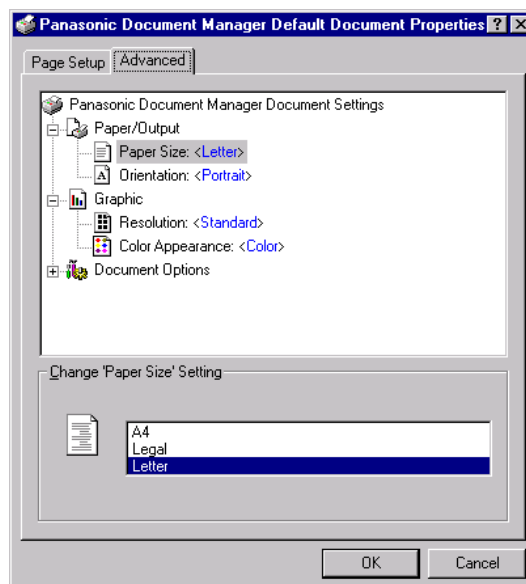 Panasonic Document Manager Default Document Properties ? X
Page Setup Advanced
Panasonic Document Manager Document Settings
Paper/Output
Paper Size: <Letter>
Orientation: <Portrait>
Graphic
Resolution: <Standard>
Color Appearance: <Color>
Document Options
Change 'Paper Size' Setting
A4
Legal
Letter
OK Cancel